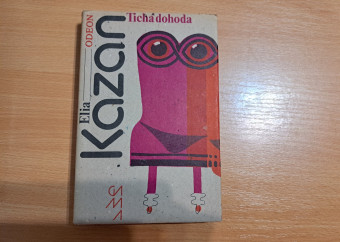 Tichá dohoda
ODEON
Elia
Kazan
GAMA